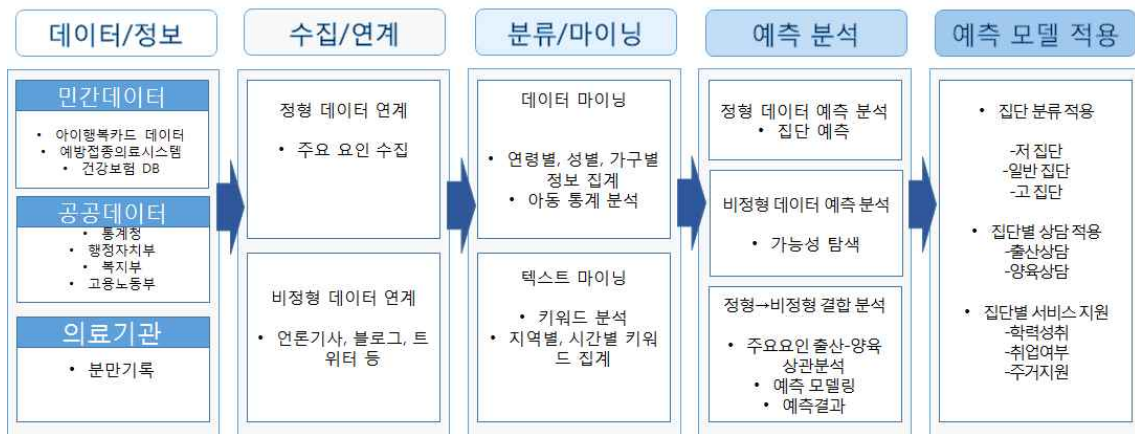 데이터/정보
민간데이터
• 아이행복카드 데이터
• 예방접종의료시스템
• 건강보험 DB
공공데이터
• 통계청
• 행정자치부
• 복지부
• 고용노동부
의료기관
• 분만기록
수집/연계
정형 데이터 연계
• 주요 요인 수집
비정형 데이터 연계
• 언론기사, 블로그, 트
위터 등
분류/마이닝
데이터 마이닝
• 연령별, 성별, 가구별
정보 집계
• 아동 통계 분석
텍스트 마이닝
• 키워드 분석
• 지역별, 시간별 키워
드 집계
예측 분석
정형 데이터 예측 분석
• 집단 예측
비정형 데이터 예측 분석
• 가능성 탐색
정형→비정형 결합 분석
• 주요요인 출산-양육
상관분석
• 예측 모델링
• 예측결과
예측 모델 적용
• 집단 분류 적용
-저 집단
-일반 집단
-고 집단
• 집단별 상담 적용
-출산상담
-양육상담
• 집단별 서비스 지원
-학력성취
-취업여부
-주거지원